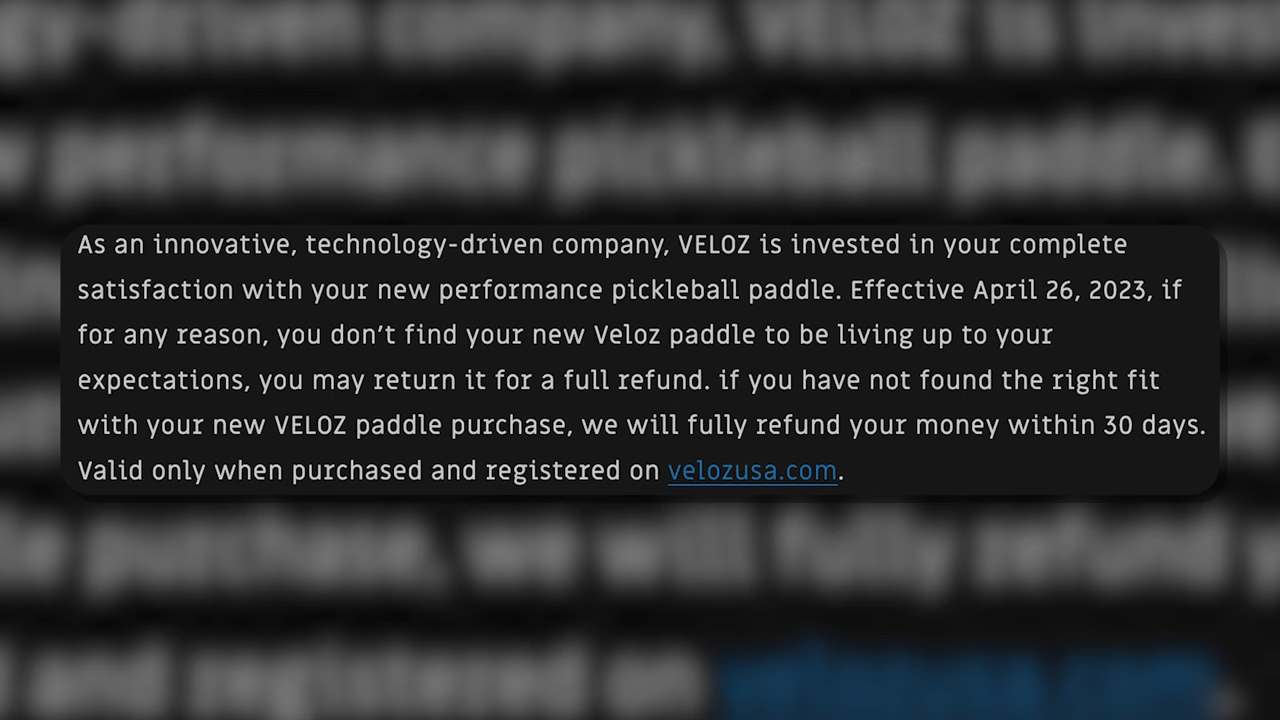 As an innovative, technology-driven company, VELOZ is invested in your complete
satisfaction with your new performance pickleball paddle. Effective April 26, 2023, if
for any reason, you don’t find your new Veloz paddle to be living up to your
expectations, you may return it for a full refund. if you have not found the right fit
with your new VELOZ paddle purchase, we will fully refund your money within 30 days.
Valid only when purchased and registered on velozusa.com.